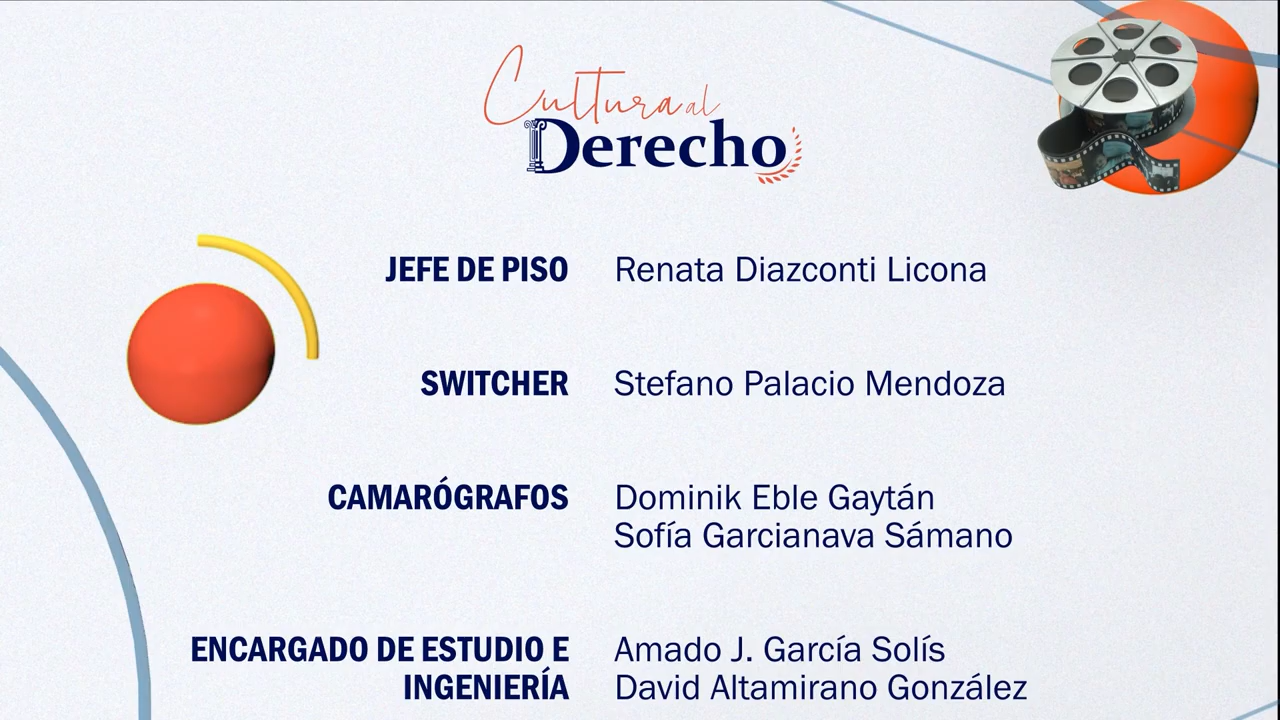 Cultura al
Derecho
JEFE DE PISO Renata Diazconti Licona
SWITCHER Stefano Palacio Mendoza
CAMARÓGRAFOS Dominik Eble Gaytán
Sofía Garcianava Sámano
ENCARGADO DE ESTUDIO E Amado J. García Solís
INGENIERÍA David Altamirano González